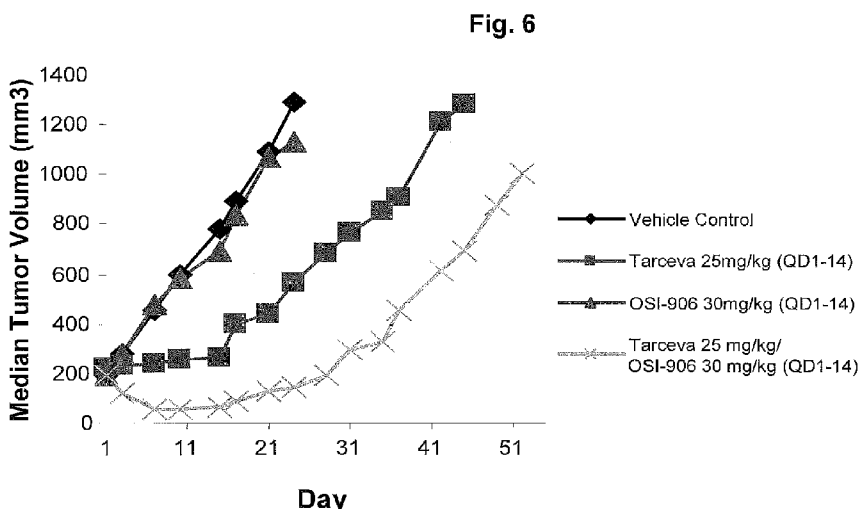 Fig. 6
Median Tumor Volume (mm3)
1400
1200
1000
800
600
400
200
0
1 11 21 31 41 51
Day
Vehicle Control
Tarceva 25mg/kg (QD1-14)
OSI-906 30mg/kg (QD1-14)
Tarceva 25 mg/kg/
OSI-906 30 mg/kg (QD1-14)